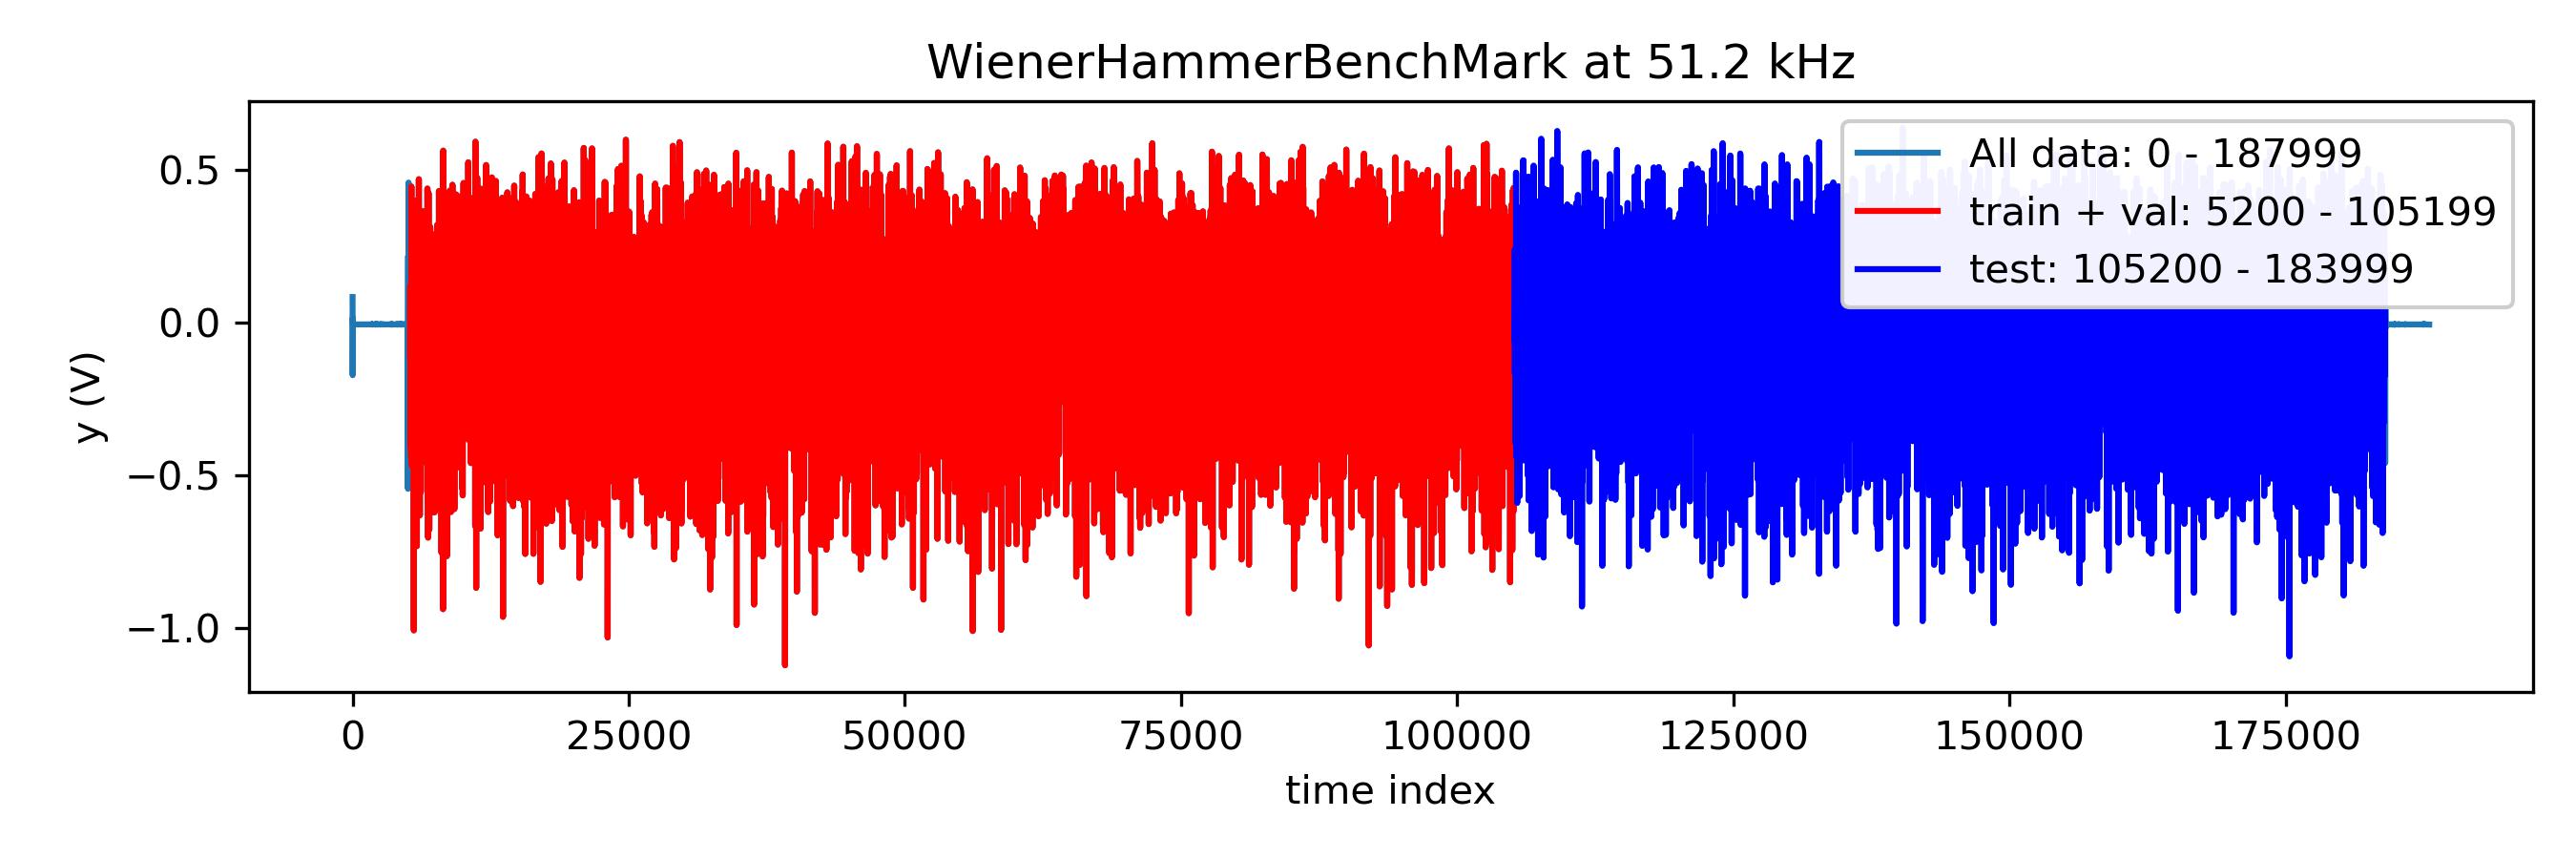 WienerHammerBenchMark at 51.2 kHz
All data: 0 - 187999
train + val: 5200 - 105199
test: 105200 - 183999
y (V)
0.5
0.0
−0.5
−1.0
0 25000 50000 75000 100000 125000 150000 175000
time index